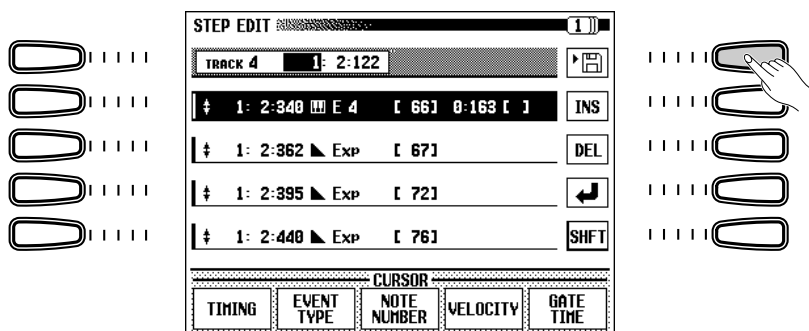 STEP EDIT 1
TRACK 4 1: 2:122
1: 2:340 E 4 [ 66] 0:163 [ ] INS
1: 2:362 Exp [ 67] DEL
1: 2:395 Exp [ 72]
1: 2:440 Exp [ 76] SHFT
CURSOR
TIMING EVENT TYPE NOTE NUMBER VELOCITY GATE TIME